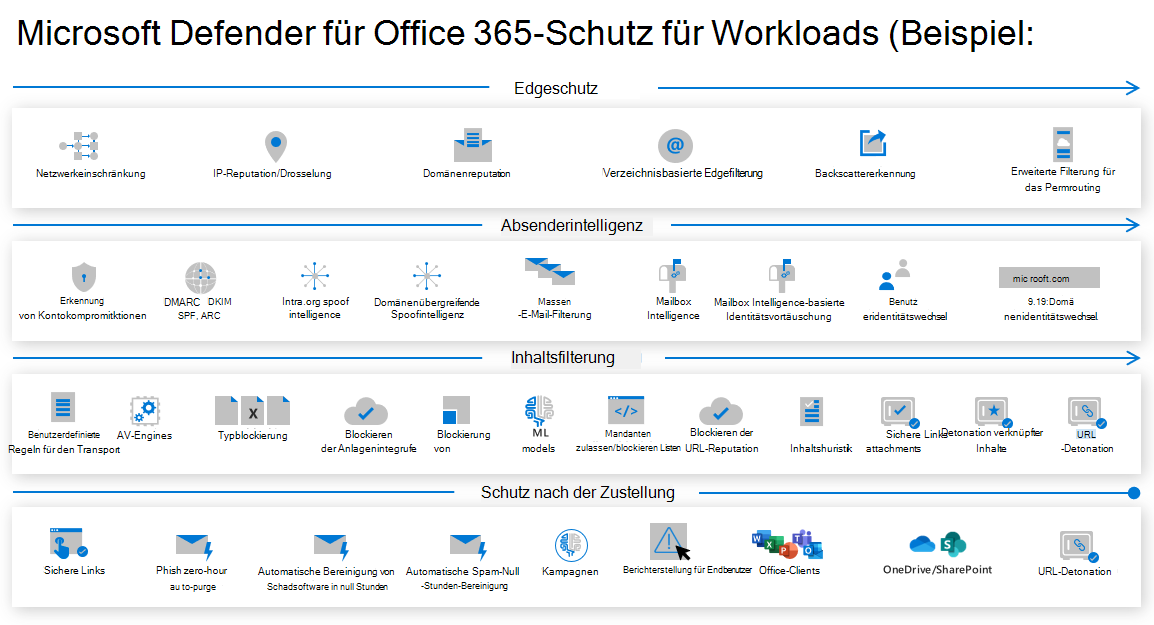 Microsoft Defender für Office 365-Schutz für Workloads (Beispiel:
Edgeschutz
Netzwerkeinschränkung
IP-Reputation/Drosselung
Domänenreputation
@
Verzeichnisbasierte Edgefilterung
Backscattererkennung
Erweiterte Filterung für
das Permrouting
Absenderintelligenz
Erkennung
von Kontokompromitktionen
DMARC DKIM
SPF, ARC
Intra.org spoof
intelligence
Domänenübergreifende
Spoofintelligenz
Massen
-E-Mail-Filterung
Mailbox
Intelligence
Mailbox Intelligence-basierte
Identitätsvortäuschung
Benutz
eridentitätswechsel
mic rooft.com
9.19:Domä
nenidentitätswechsel
Inhaltsfilterung
Benutzerdefinierte
Regeln für den Transport
AV-Engines
X
Typblockierung
Blockieren
der Anlagenintegrufe
Blockierung
von
ML
models
</>
Mandanten
zulassen/blockieren Listen
Blockieren der
URL-Reputation
Inhaltshuristik
Sichere Links
attachments
Detonation verknüpfter
Inhalte
URL
-Detonation
Schutz nach der Zustellung
Sichere Links
Phish zero-hour
au to-purge
Automatische Bereinigung von
Schadsoftware in null Stunden
Automatische Spam-Null
-Stunden-Bereinigung
Kampagnen
Berichterstellung für Endbenutzer
W X P T O
Office-Clients
S
OneDrive/SharePoint
URL-Detonation